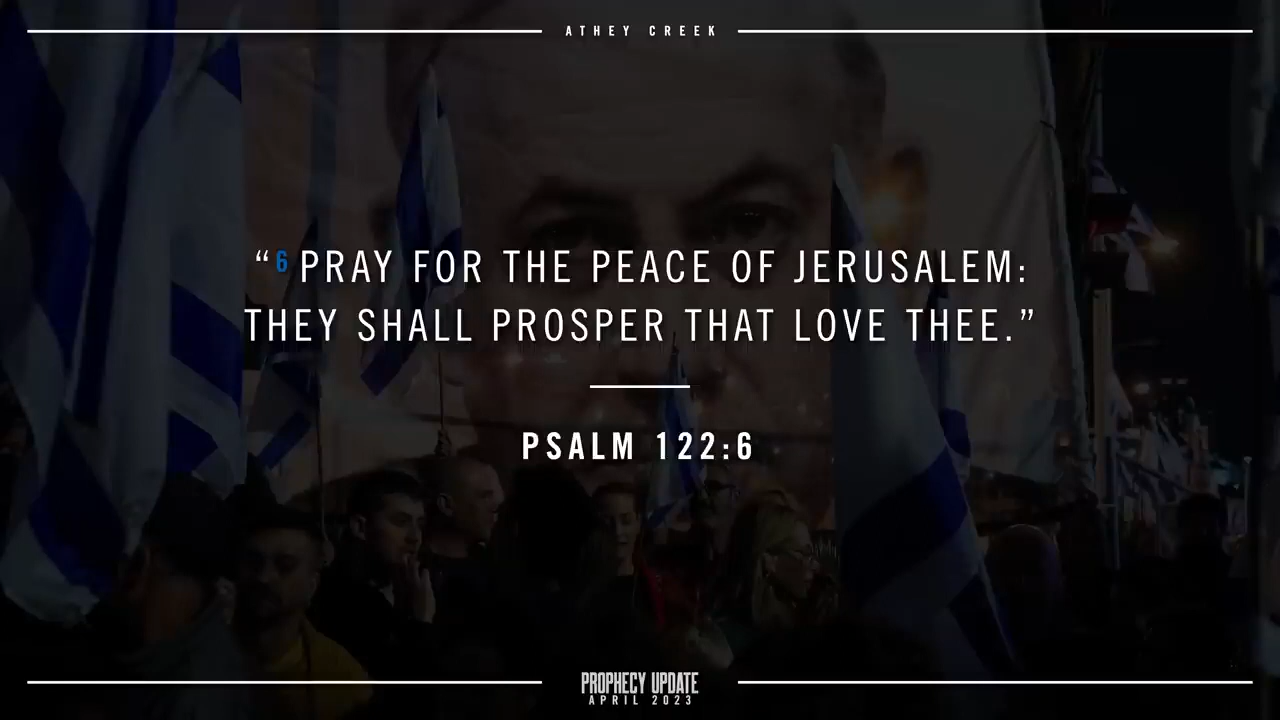 ATHEY CREEK
“6 PRAY FOR THE PEACE OF JERUSALEM:
THEY SHALL PROSPER THAT LOVE THEE.”
PSALM 122:6
PROPHECY UPDATE
APRIL 2023